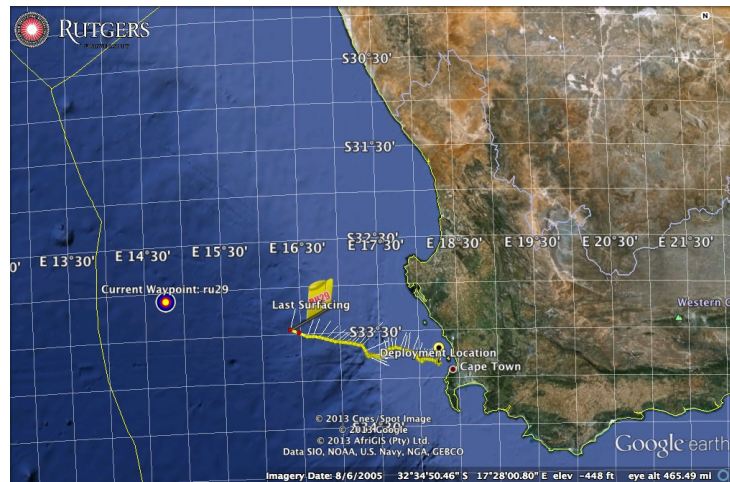 RUTGERS
N
S30°30'
S31°30'
S32°30'
E 13°30' E 14°30' E 15°30' E 16°30' E 17°30' E 18°30' E 19°30' E 20°30' E 21°30'
Current Waypoint: ru29
Last Surfacing
S33°30'
Western
Deployment Location
Cape Town
© 2013 Cnes/Spot Image
© 2013 Google
© 2013 AfriGIS (Pty) Ltd.
Data SIO, NOAA, U.S. Navy, NGA, GEBCO
Google earth
Imagery Date: 8/6/2005 32°34'50.46" S 17°28'00.80" E elev -448 ft eye alt 465.49 mi